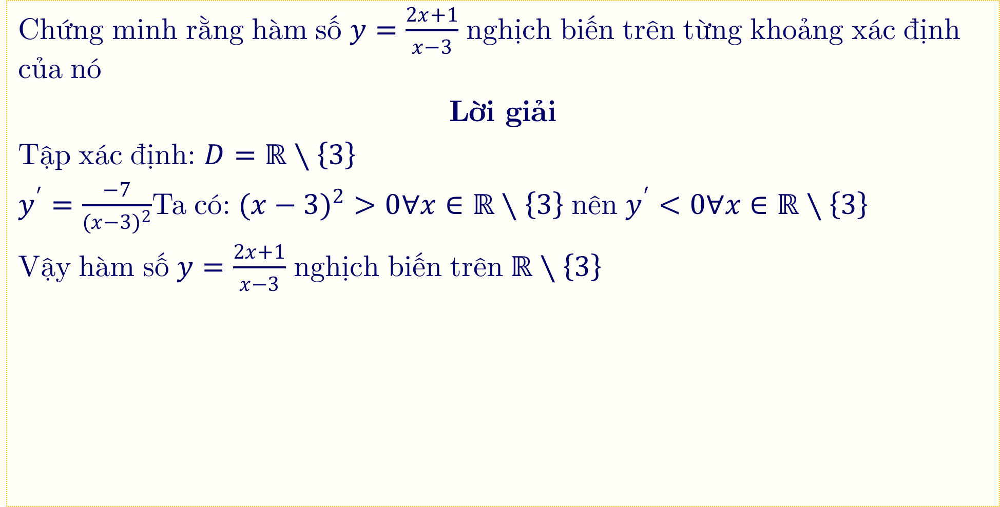 Chứng minh rằng hàm số $y = \frac{2x+1}{x-3}$ nghịch biến trên từng khoảng xác định
của nó
Lời giải
Tập xác định: $D = \mathbb{R} \setminus \{3\}$
$y' = \frac{-7}{(x-3)^2}$Ta có: $(x-3)^2 > 0 \forall x \in \mathbb{R} \setminus \{3\}$ nên $y' < 0 \forall x \in \mathbb{R} \setminus \{3\}$
Vậy hàm số $y = \frac{2x+1}{x-3}$ nghịch biến trên $\mathbb{R} \setminus \{3\}$